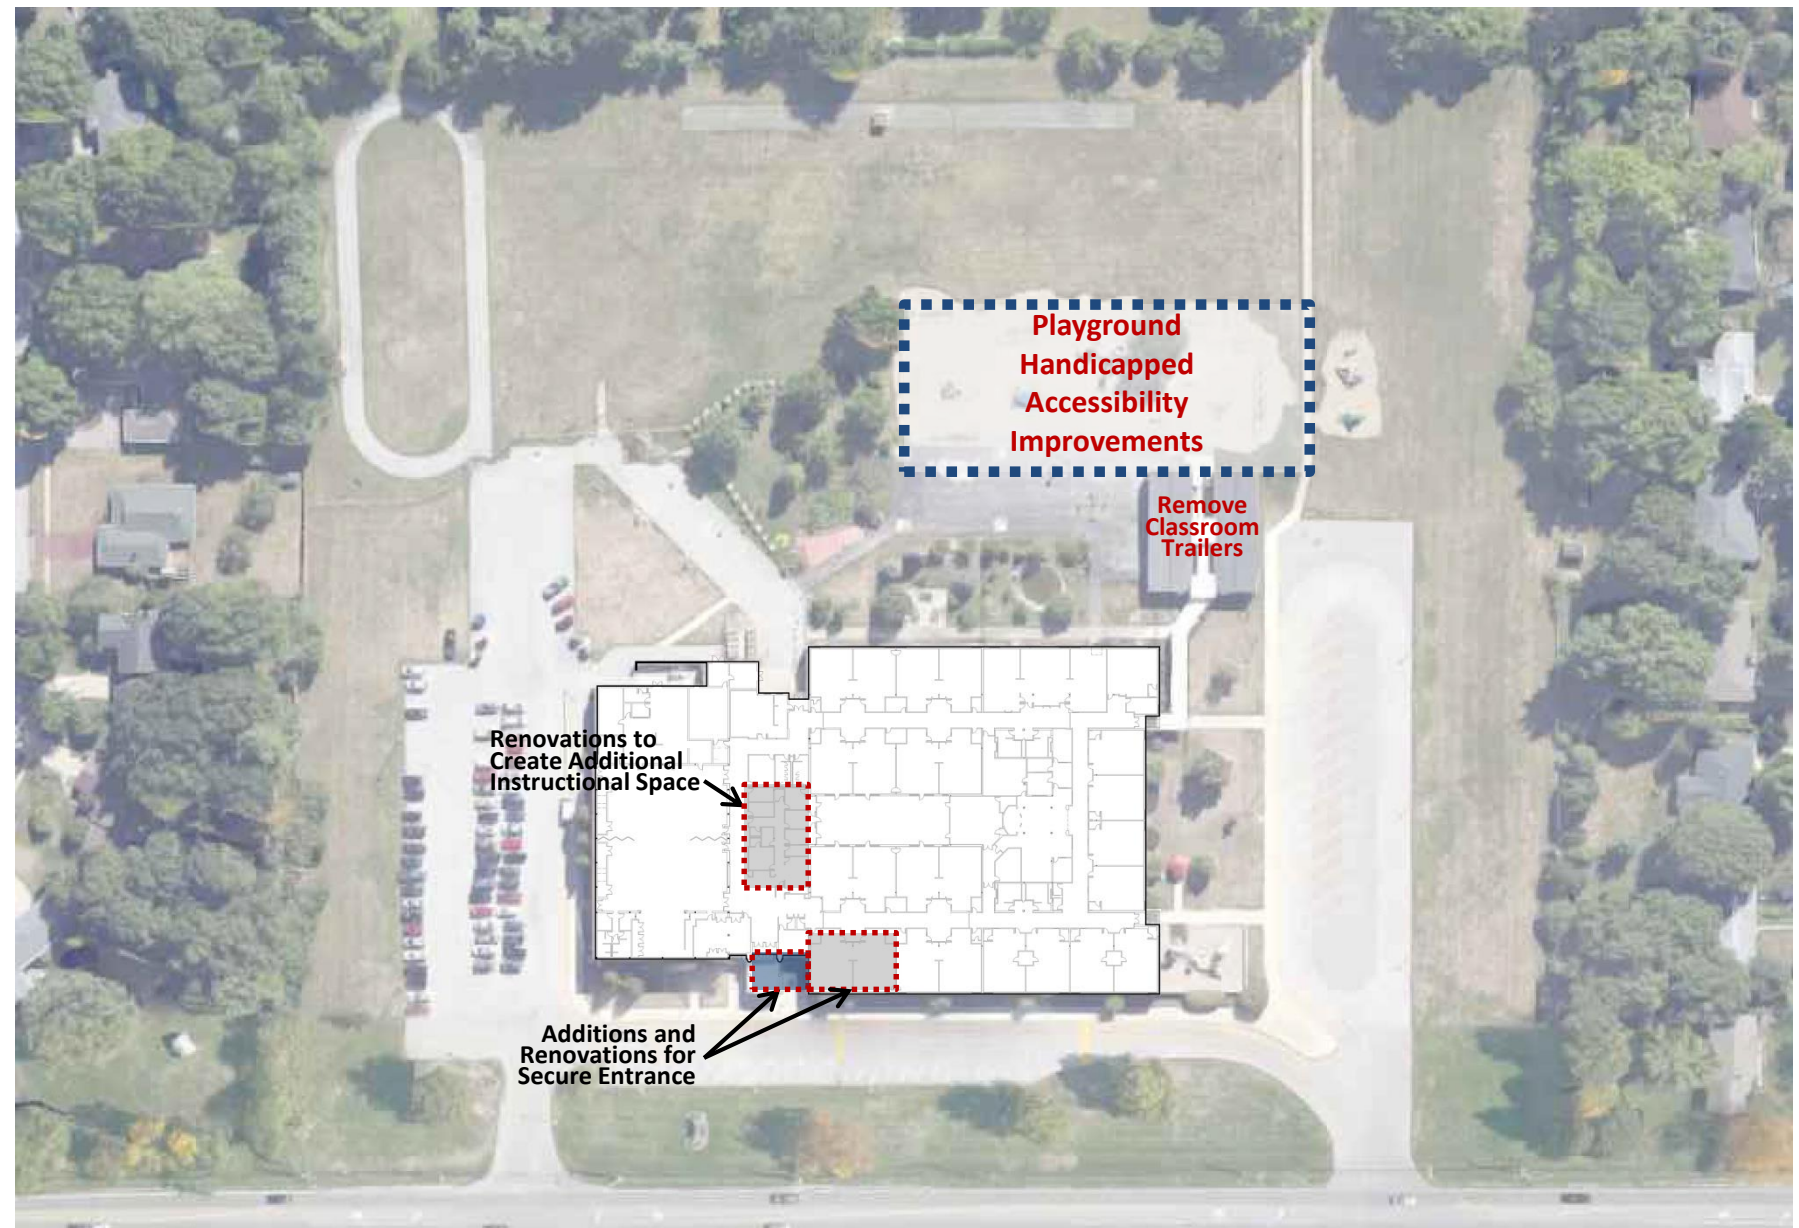 Playground
Handicapped
Accessibility
Improvements
Remove
Classroom
Trailers
Renovations to
Create Additional
Instructional Space
Additions and
Renovations for
Secure Entrance